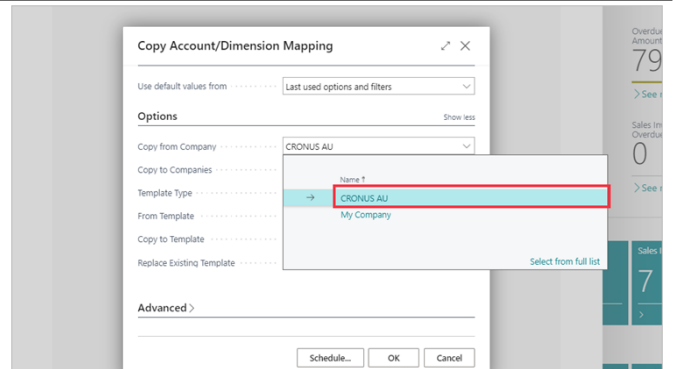 Copy Account/Dimension Mapping
Use default values from
Last used options and filters
Options
Show less
Copy from Company
CRONUS AU
Copy to Companies
Template Type
From Template
Copy to Template
Replace Existing Template
Name ↑
→ CRONUS AU
My Company
Select from full list
Advanced >
Schedule...
OK
Cancel
Overdu
Amount
79
> See
Sales In
Overdue
0
> See
Sales
7
>